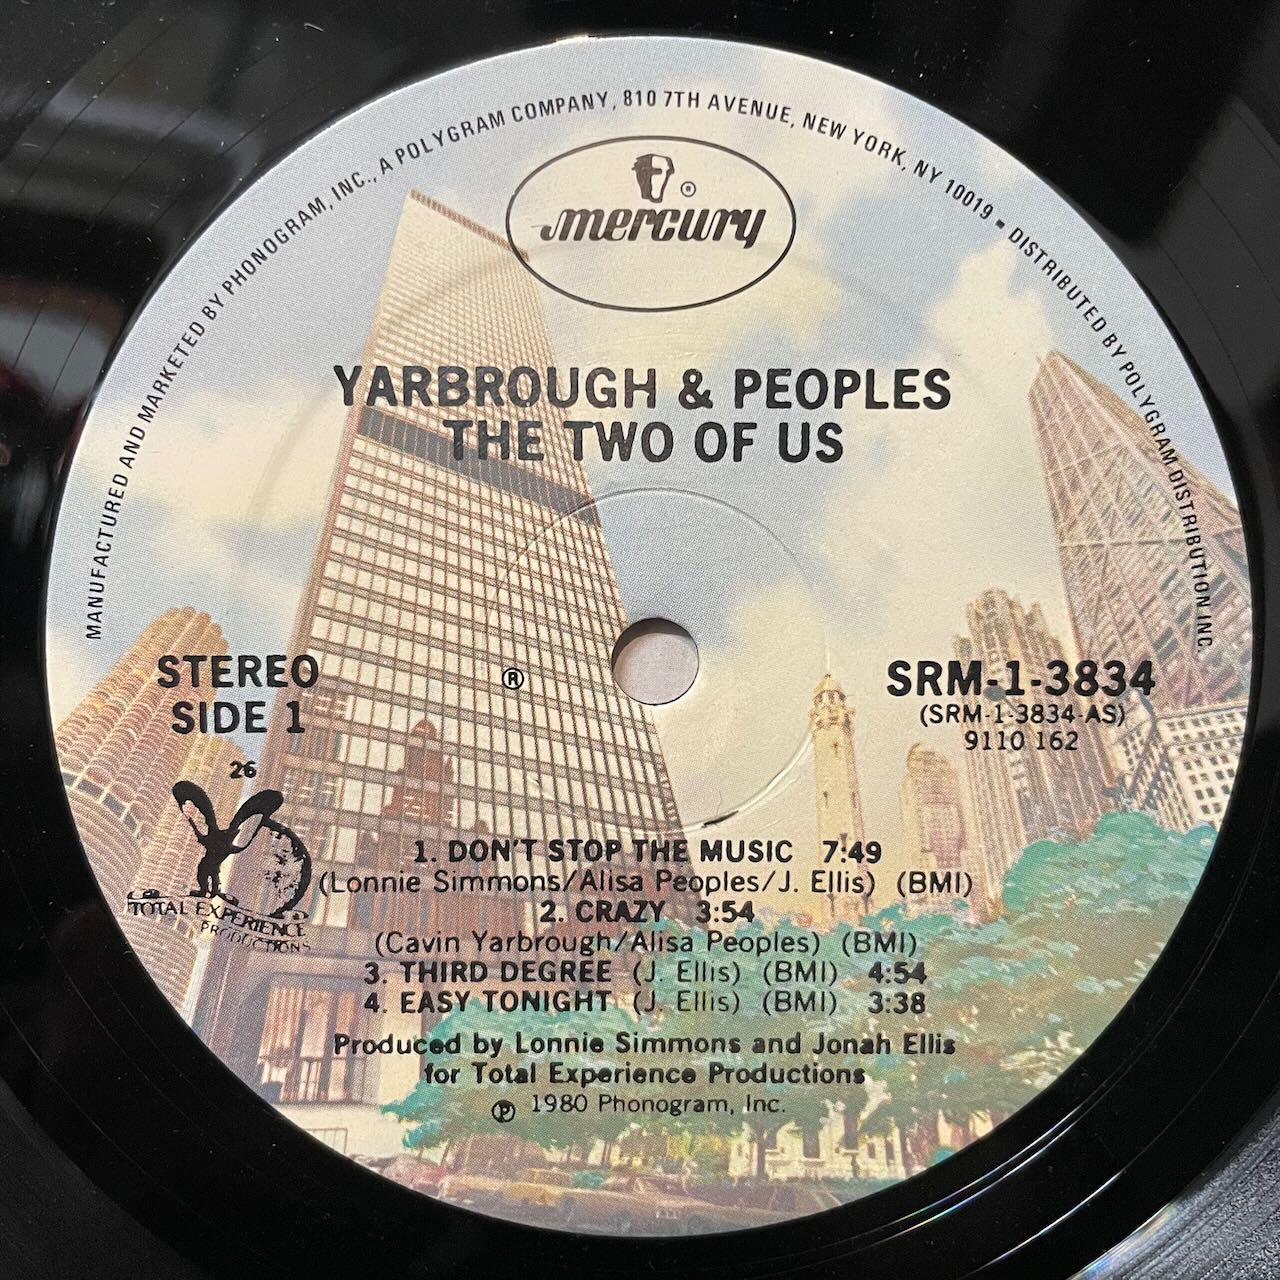 MANUFACTURED AND MARKETED BY PHONOGRAM, INC., A POLYGRAM COMPANY, 810 7TH AVENUE, NEW YORK, NY 10019 ▪ DISTRIBUTED BY POLYGRAM DISTRIBUTION INC.
®
mercury
YARBROUGH & PEOPLES
THE TWO OF US
STEREO
SIDE 1
®
SRM-1-3834
(SRM-1-3834-AS)
9110 162
26
TOTAL EXPERIENCE
PRODUCTIONS
1. DON'T STOP THE MUSIC 7:49
(Lonnie Simmons/Alisa Peoples/J. Ellis) (BMI)
2. CRAZY 3:54
(Cavin Yarbrough/Alisa Peoples) (BMI)
3. THIRD DEGREE (J. Ellis) (BMI) 4:54
4. EASY TONIGHT (J. Ellis) (BMI) 3:38
Produced by Lonnie Simmons and Jonah Ellis
for Total Experience Productions
℗ 1980 Phonogram, Inc.